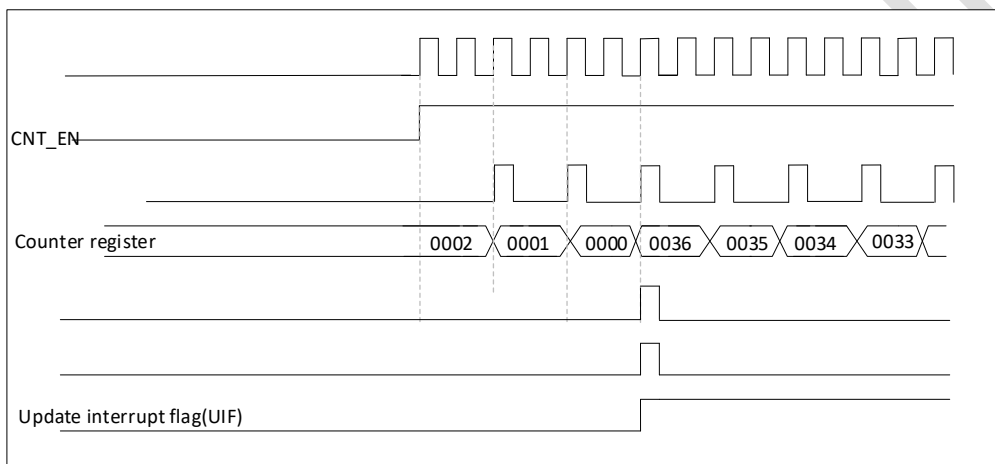 CNT_EN
Counter register 0002 0001 0000 0036 0035 0034 0033
Update interrupt flag(UIF)